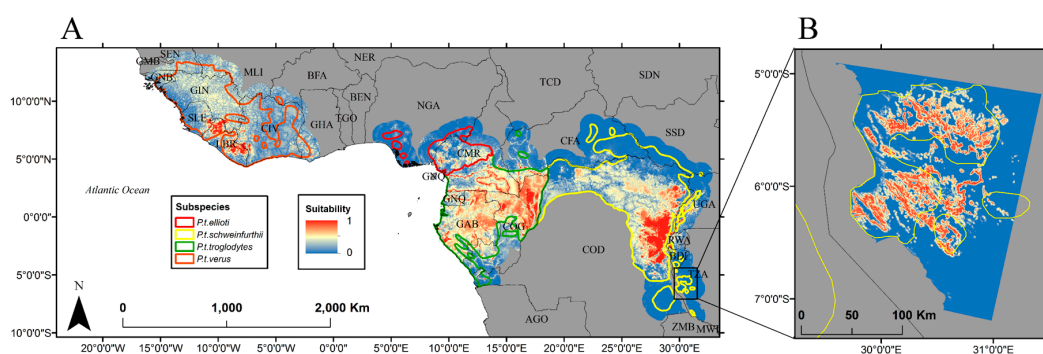 A
B
SEN
GMB
GNB
GIN
MLI
BFA
NER
BEN
TGO
GHA
CIV
SLE
LBR
NGA
TCD
SDN
CFA
SSD
CMR
GNQ
GNQ
GAB
COG
COD
UGA
RWA
BDI
TZA
ZMB
MWI
AGO
Atlantic Ocean
10°0'0"N
5°0'0"N
0°0'0"
5°0'0"S
10°0'0"S
Subspecies
P.t.ellioti
P.t.schweinfurthii
P.t.troglodytes
P.t.verus
Suitability
1
0
N
0 1,000 2,000 Km
20°0'0"W 15°0'0"W 10°0'0"W 5°0'0"W 0°0'0" 5°0'0"E 10°0'0"E 15°0'0"E 20°0'0"E 25°0'0"E 30°0'0"E
5°0'0"S
6°0'0"S
7°0'0"S
0 50 100 Km
30°0'0"E 31°0'0"E